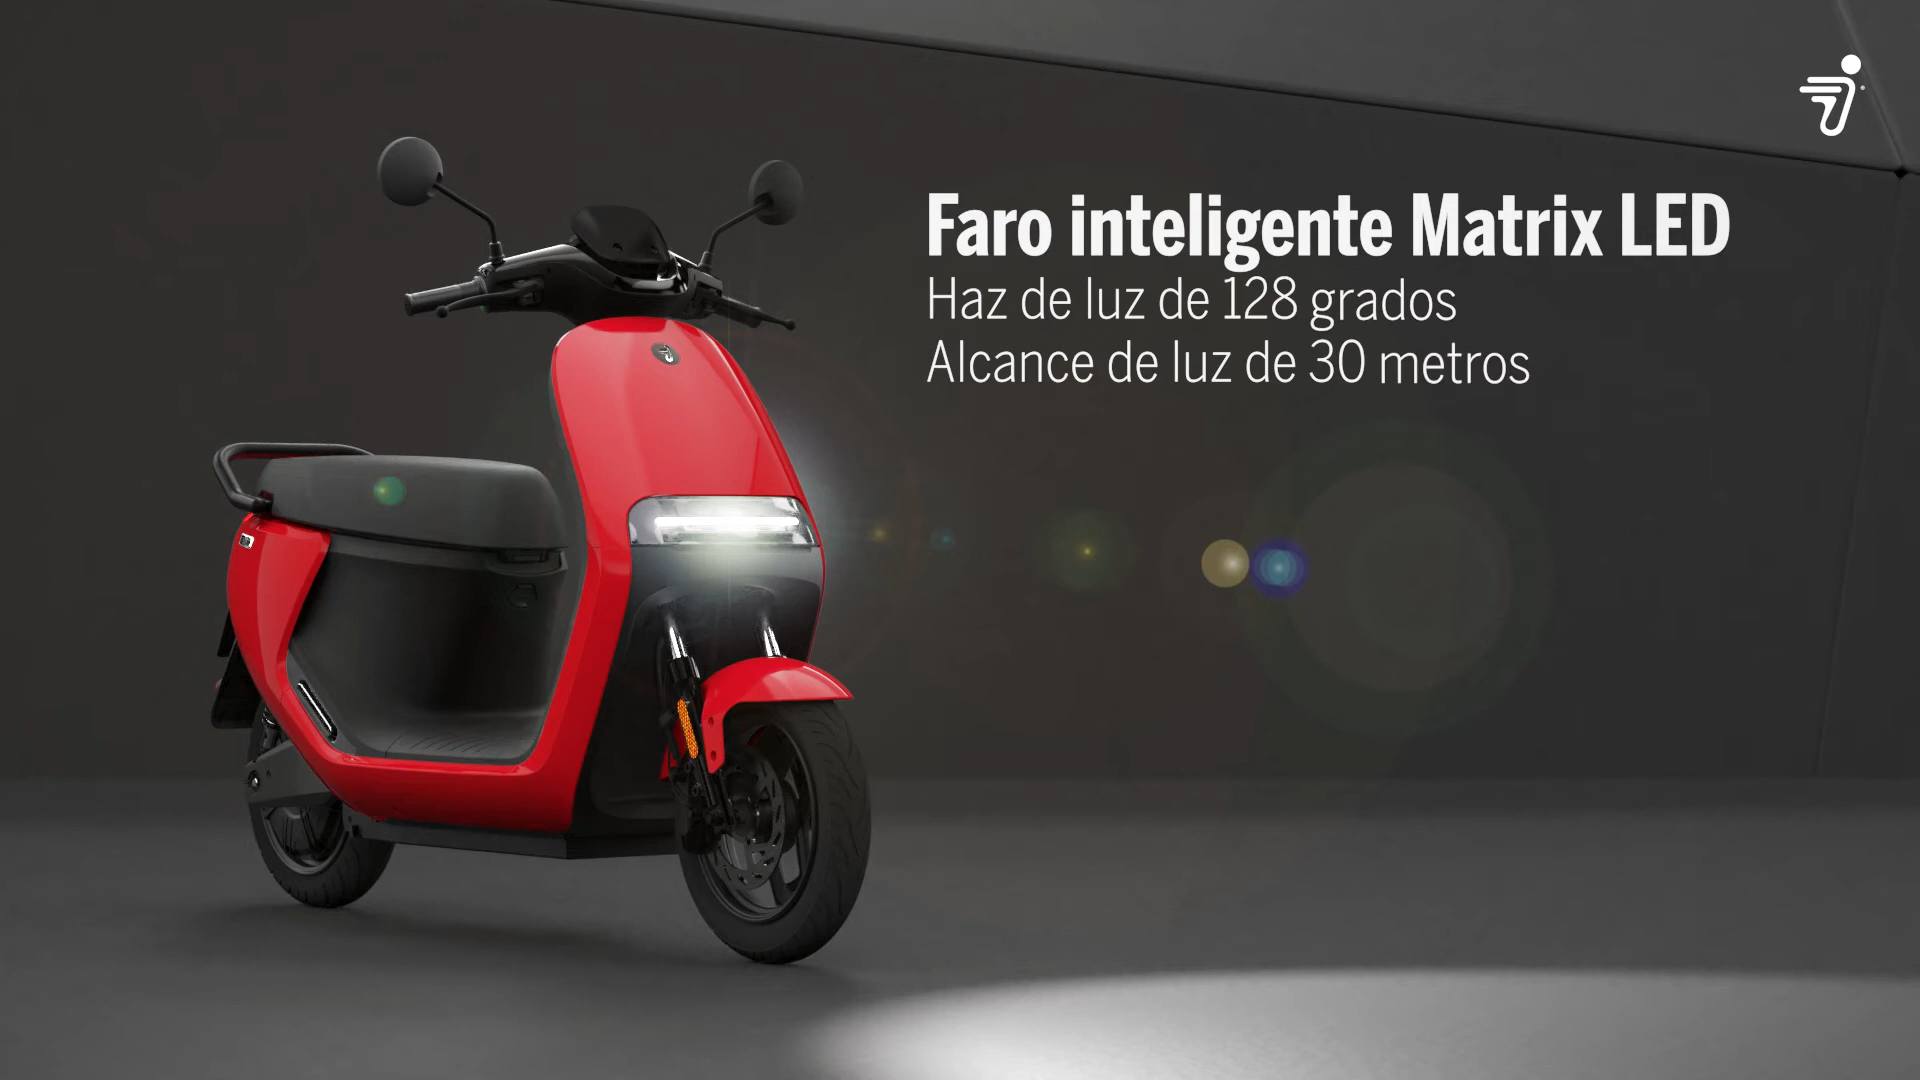 Faro inteligente Matrix LED
Haz de luz de 128 grados
Alcance de luz de 30 metros